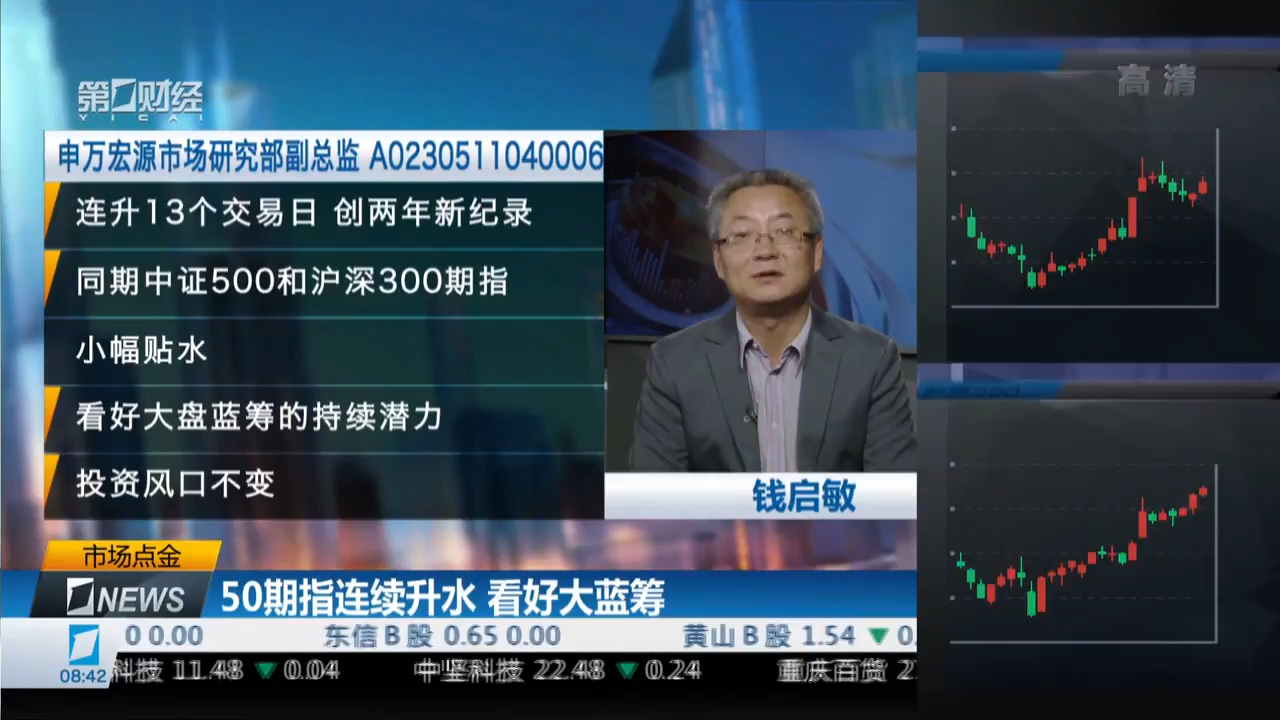 第一财经
YICAI
高清
申万宏源市场研究部副总监 A0230511040006
连升13个交易日 创两年新纪录
同期中证500和沪深300期指
小幅贴水
看好大盘蓝筹的持续潜力
投资风口不变
钱启敏
市场点金
NEWS
50期指连续升水 看好大蓝筹
0 0.00 东信B股 0.65 0.00 黄山B股 1.54 ▼ 0.
科技 11.48 ▼ 0.04 中坚科技 22.48 ▼ 0.24 重庆百货 2
08:42